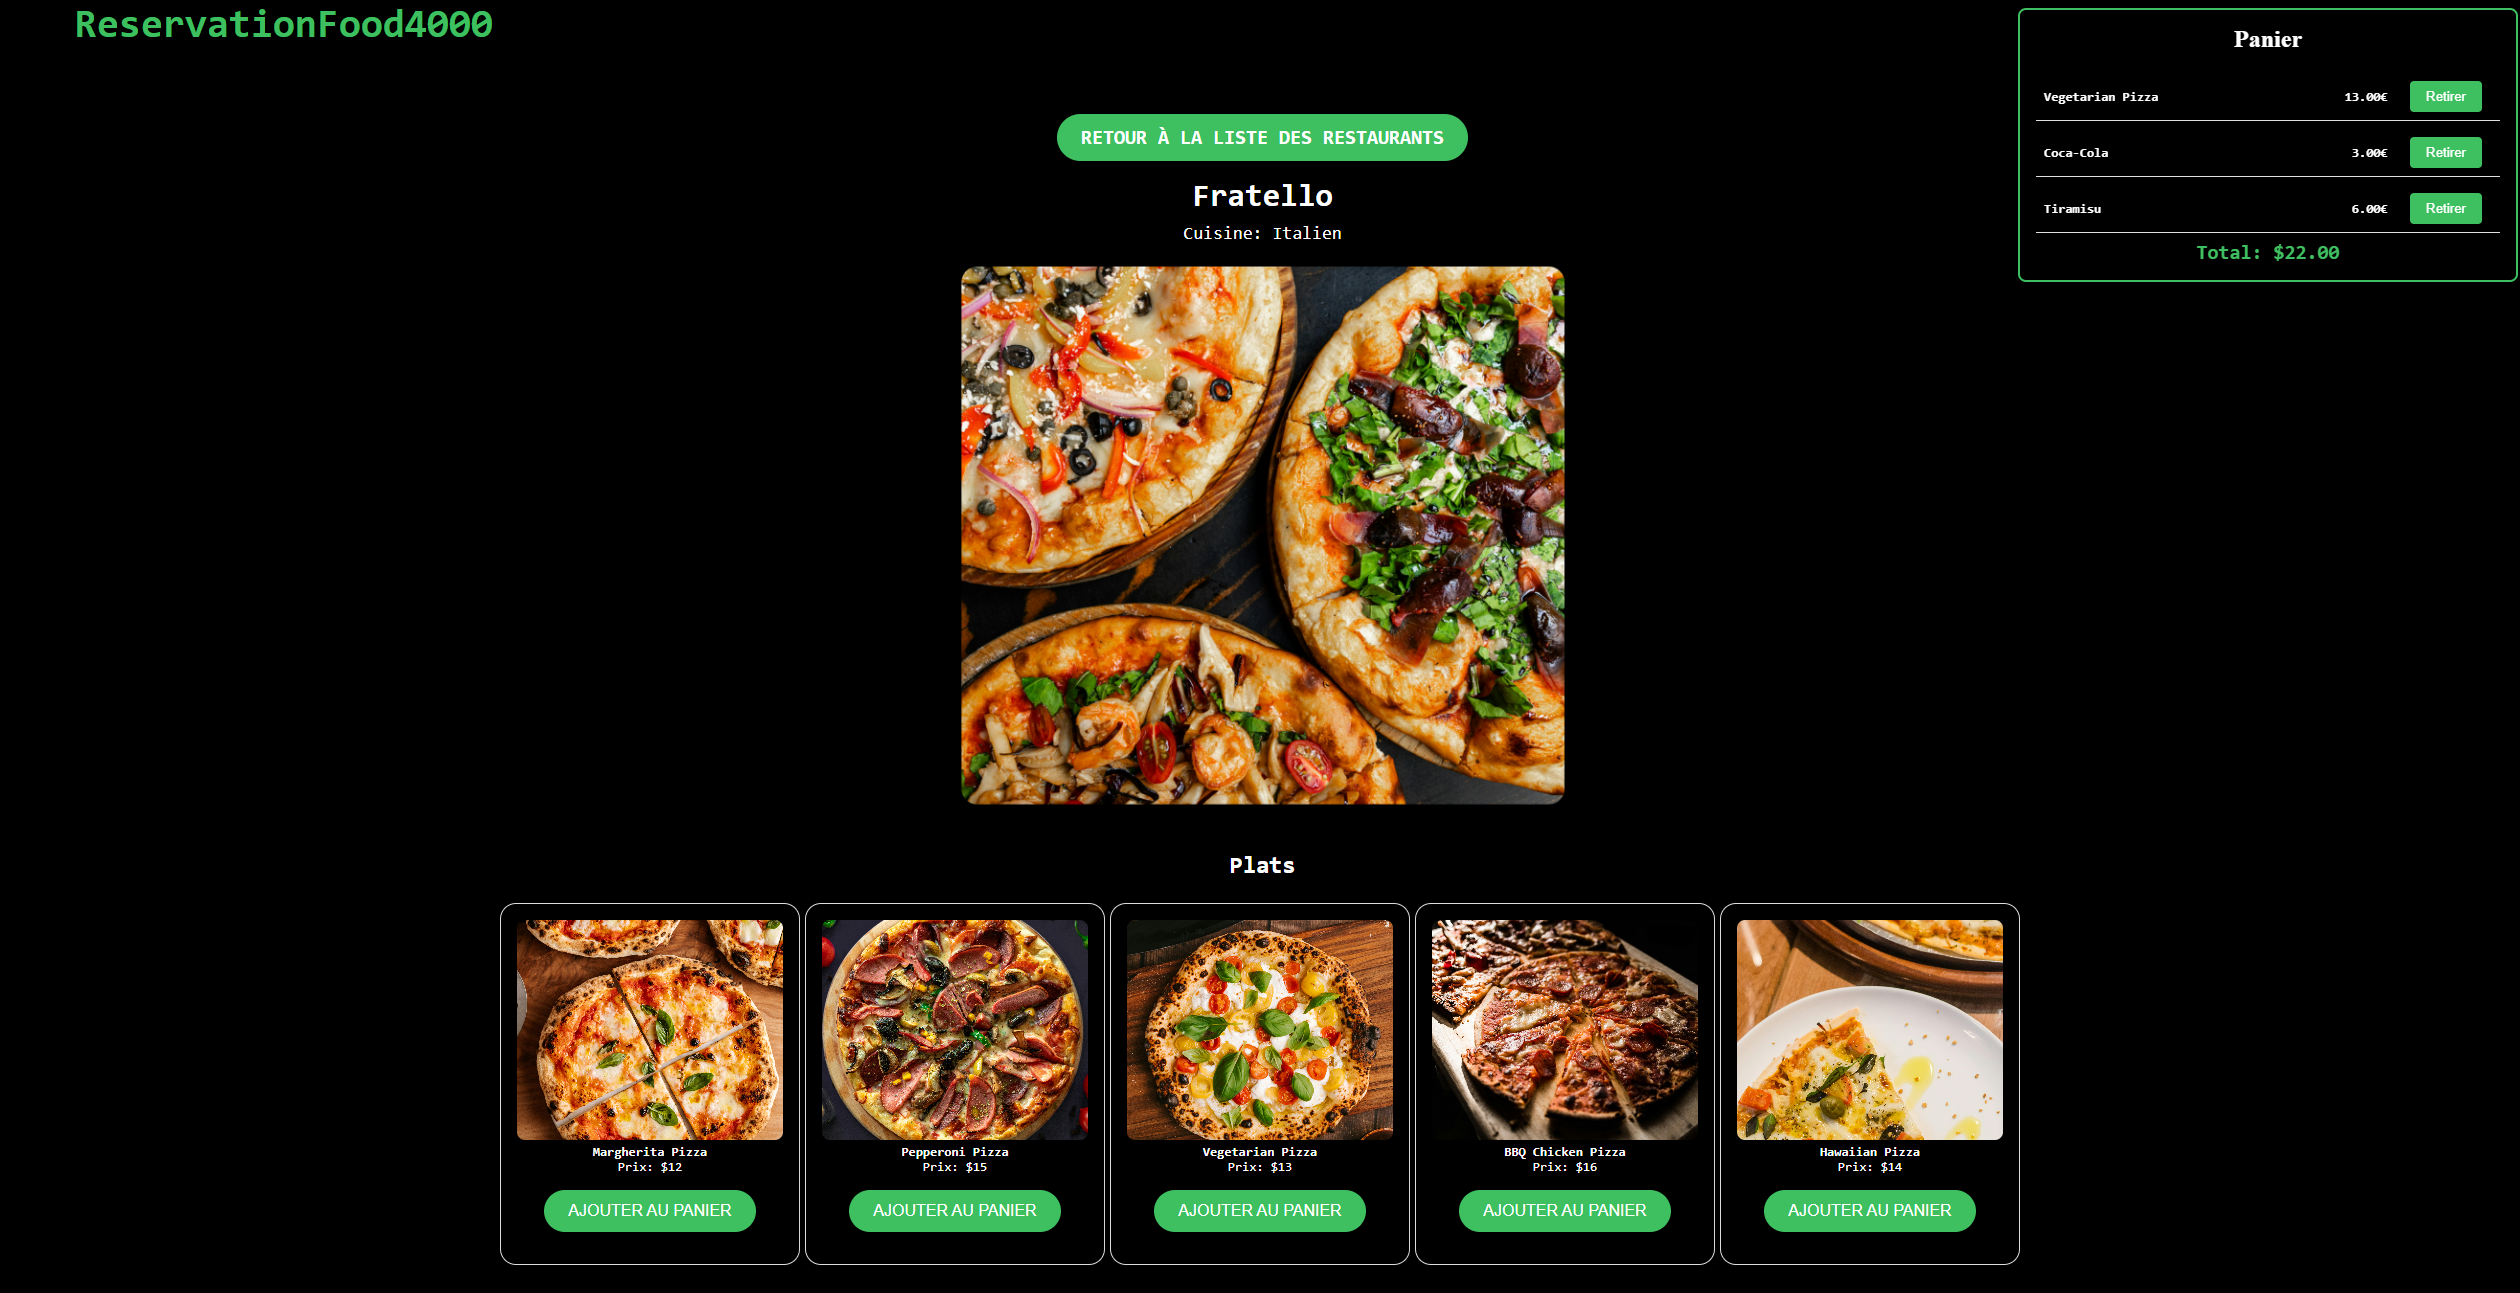 ReservationFood4000
Panier
Vegetarian Pizza 13.00€ Retirer
Coca-Cola 3.00€ Retirer
Tiramisu 6.00€ Retirer
Total: $22.00
RETOUR À LA LISTE DES RESTAURANTS
Fratello
Cuisine: Italien
Plats
Margherita Pizza
Prix: $12
AJOUTER AU PANIER
Pepperoni Pizza
Prix: $15
AJOUTER AU PANIER
Vegetarian Pizza
Prix: $13
AJOUTER AU PANIER
BBQ Chicken Pizza
Prix: $16
AJOUTER AU PANIER
Hawaiian Pizza
Prix: $14
AJOUTER AU PANIER